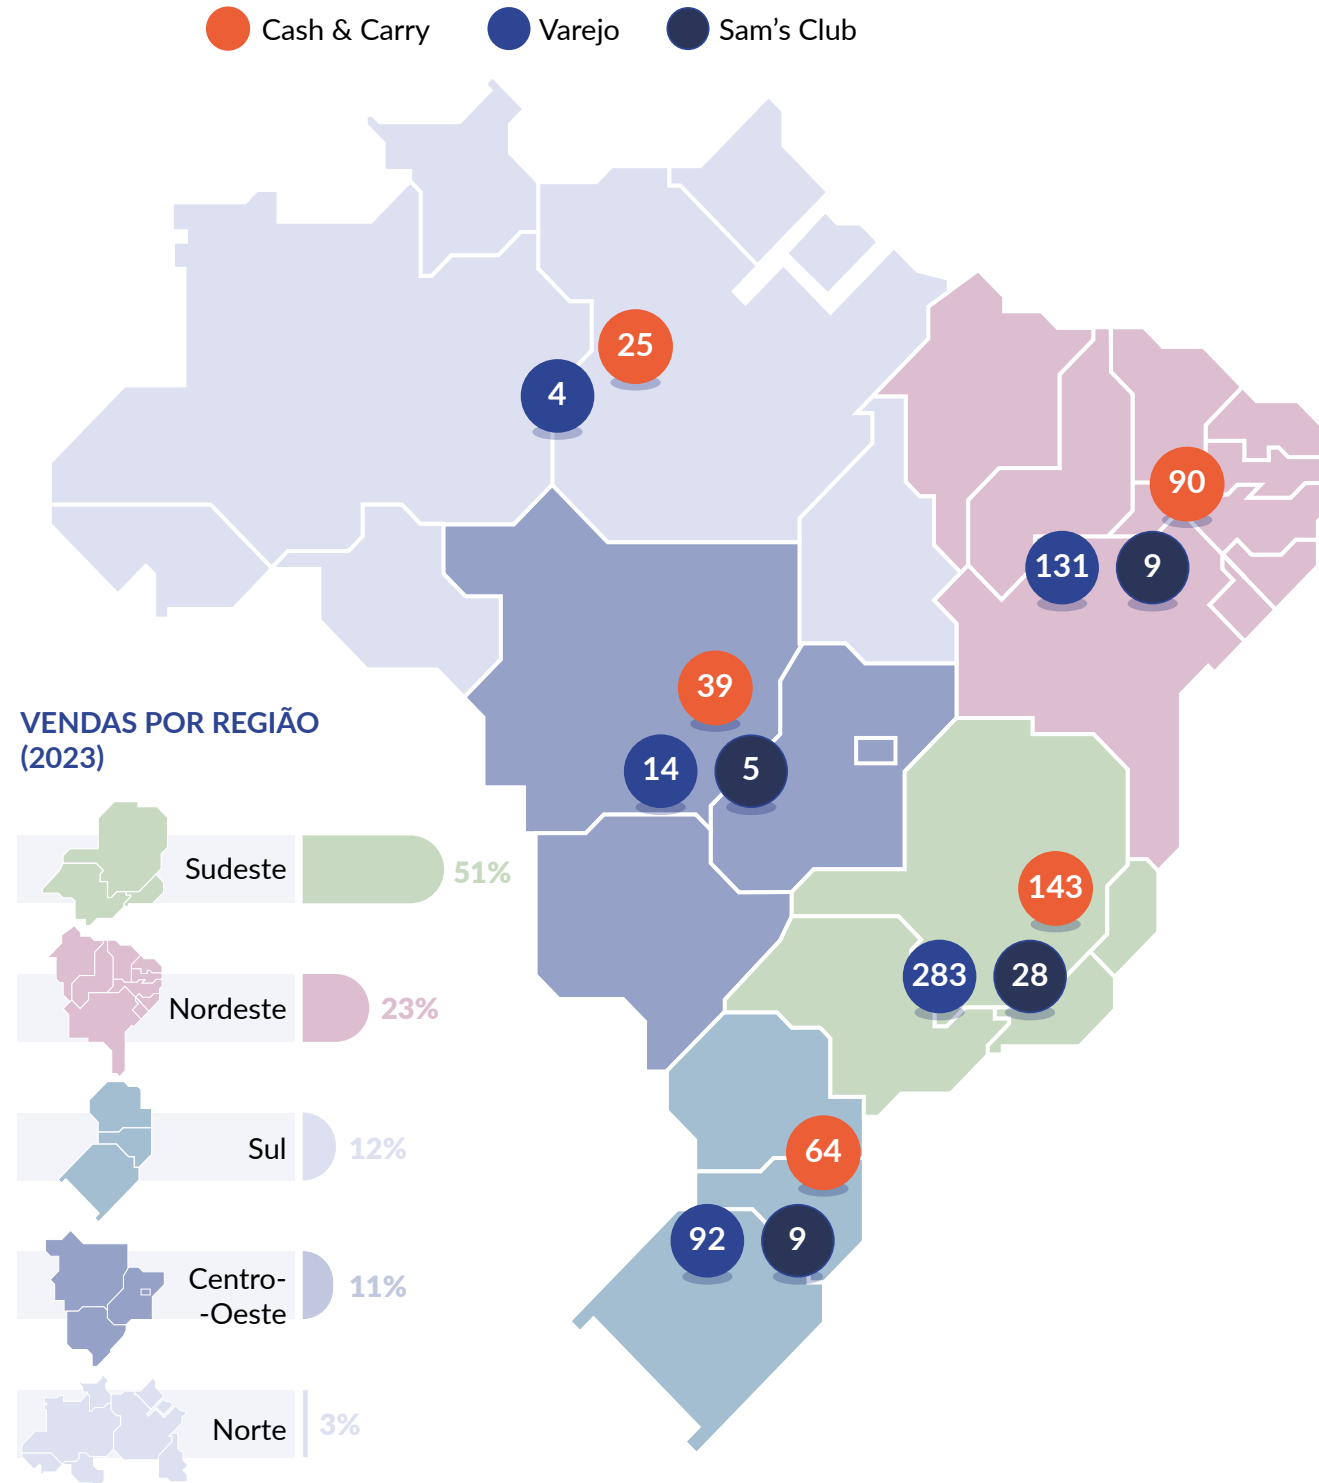 Cash & Carry
Varejo
Sam's Club
25
4
90
131
9
39
14
5
143
283
28
64
92
9
VENDAS POR REGIÃO
(2023)
Sudeste
51%
Nordeste
23%
Sul
12%
Centro-
-Oeste
11%
Norte
3%